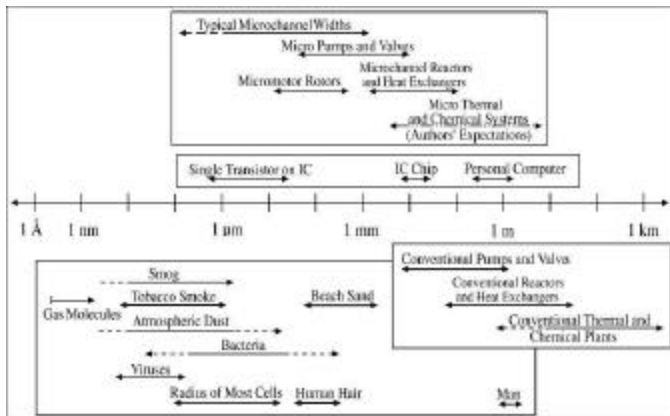 Typical Microchannel Widths
Micro Pumps and Valves
Microchannel Reactors
and Heat Exchangers
Micromotor Rotors
Micro Thermal
and Chemical Systems
(Authors' Expectations)
Single Transistor on IC
IC Chip
Personal Computer
1 Å
1 nm
1 µm
1 mm
1 m
1 km
Conventional Pumps and Valves
Smog
Conventional Reactors
and Heat Exchangers
Tobacco Smoke
Beach Sand
Gas Molecules
Atmospheric Dust
Conventional Thermal and
Chemical Plants
Bacteria
Viruses
Radius of Most Cells
Human Hair
Man